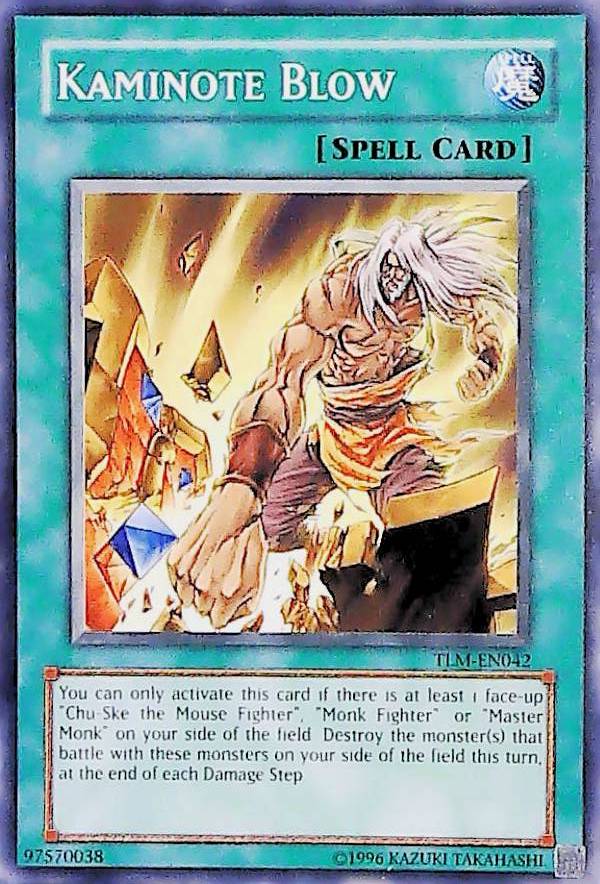 KAMINOTE BLOW
魔
[SPELL CARD]
TLM-EN042
You can only activate this card if there is at least 1 face-up
"Chu-Ske the Mouse Fighter", "Monk Fighter" or "Master
Monk" on your side of the field. Destroy the monster(s) that
battle with these monsters on your side of the field this turn,
at the end of each Damage Step
97570038
©1996 KAZUKI TAKAHASHI